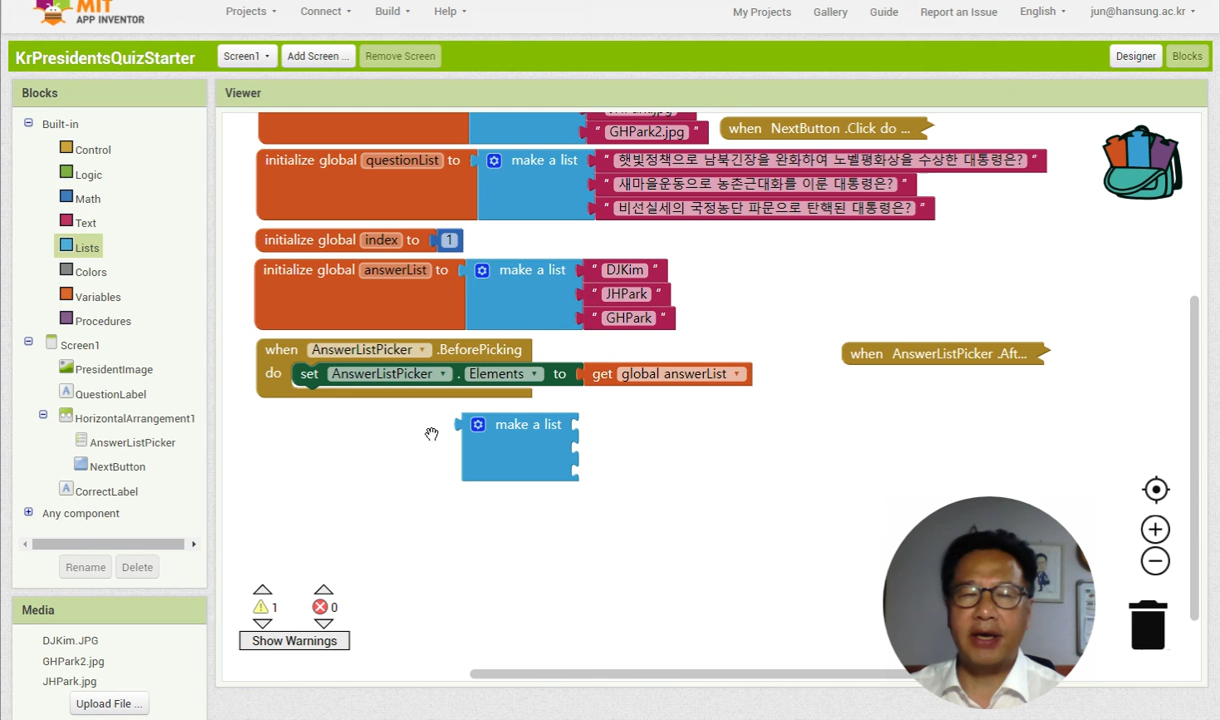 MIT
APP INVENTOR
Projects
Connect
Build
Help
My Projects
Gallery
Guide
Report an Issue
English
jun@hansung.ac.kr
KrPresidentsQuizStarter
Screen1
Add Screen ...
Remove Screen
Designer
Blocks
Blocks
Viewer
Built-in
Control
Logic
Math
Text
Lists
Colors
Variables
Procedures
Screen1
PresidentImage
QuestionLabel
HorizontalArrangement1
AnswerListPicker
NextButton
CorrectLabel
Any component
Rename
Delete
Media
DJKim.JPG
GHPark2.jpg
JHPark.jpg
Upload File ...
" GHPark2.jpg "
when NextButton .Click do ...
initialize global questionList to make a list " 햇빛정책으로 남북긴장을 완화하여 노벨평화상을 수상한 대통령은? "
" 새마을운동으로 농촌근대화를 이룬 대통령은? "
" 비선실세의 국정농단 파문으로 탄핵된 대통령은? "
initialize global index to 1
initialize global answerList to make a list " DJKim "
" JHPark "
" GHPark "
when AnswerListPicker .BeforePicking
do set AnswerListPicker . Elements to get global answerList
when AnswerListPicker .Aft...
make a list
1
0
Show Warnings